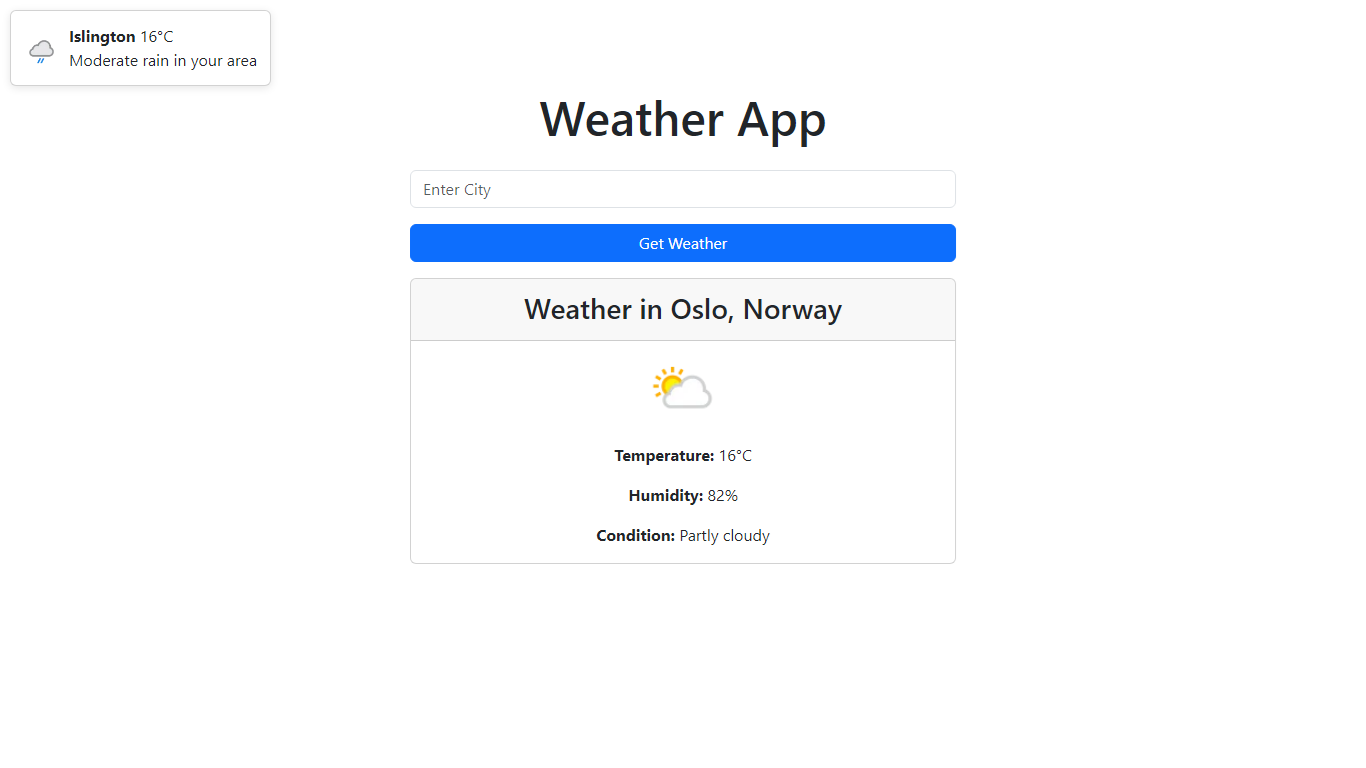 Islington 16°C
Moderate rain in your area
Weather App
Enter City
Get Weather
Weather in Oslo, Norway
Temperature: 16°C
Humidity: 82%
Condition: Partly cloudy